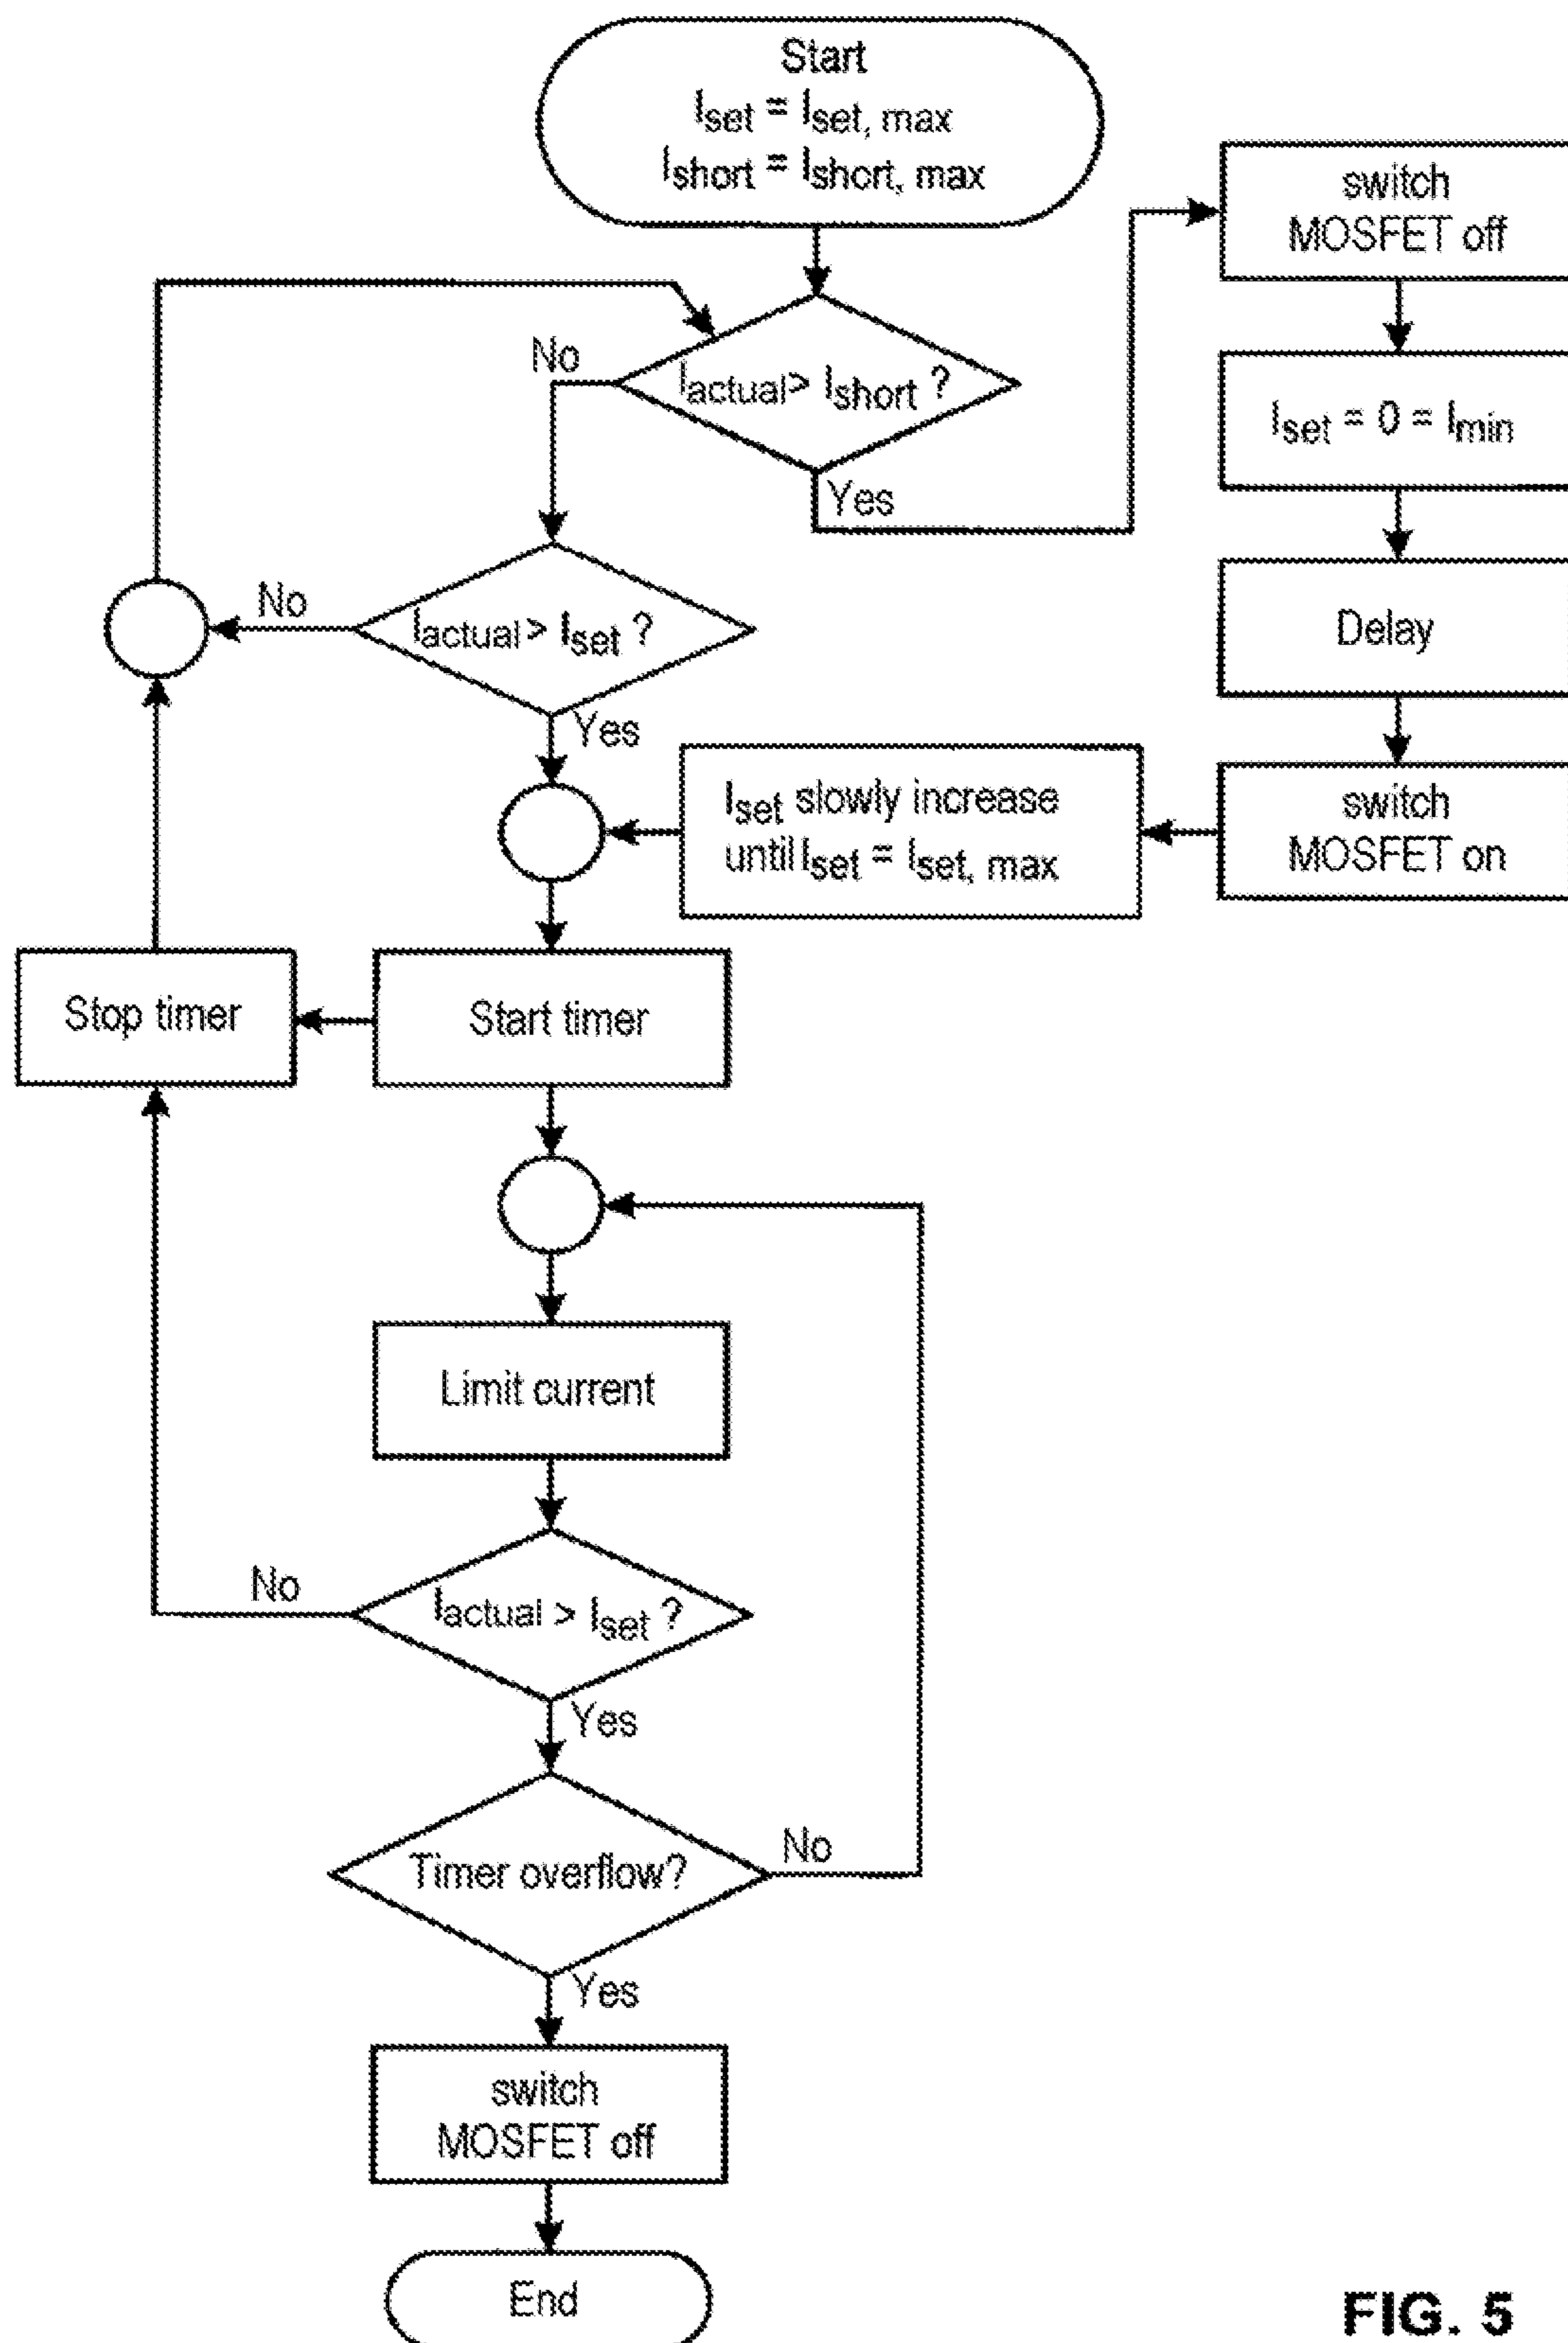 Start
Iset = Iset, max
Ishort = Ishort, max
switch
MOSFET off
No
Iactual> Ishort ?
Iset = 0 = Imin
Yes
No
Iactual> Iset ?
Delay
Yes
Iset slowly increase
until Iset = Iset, max
switch
MOSFET on
Stop timer
Start timer
Limit current
No
Iactual > Iset ?
Yes
Timer overflow?
No
Yes
switch
MOSFET off
End
FIG. 5